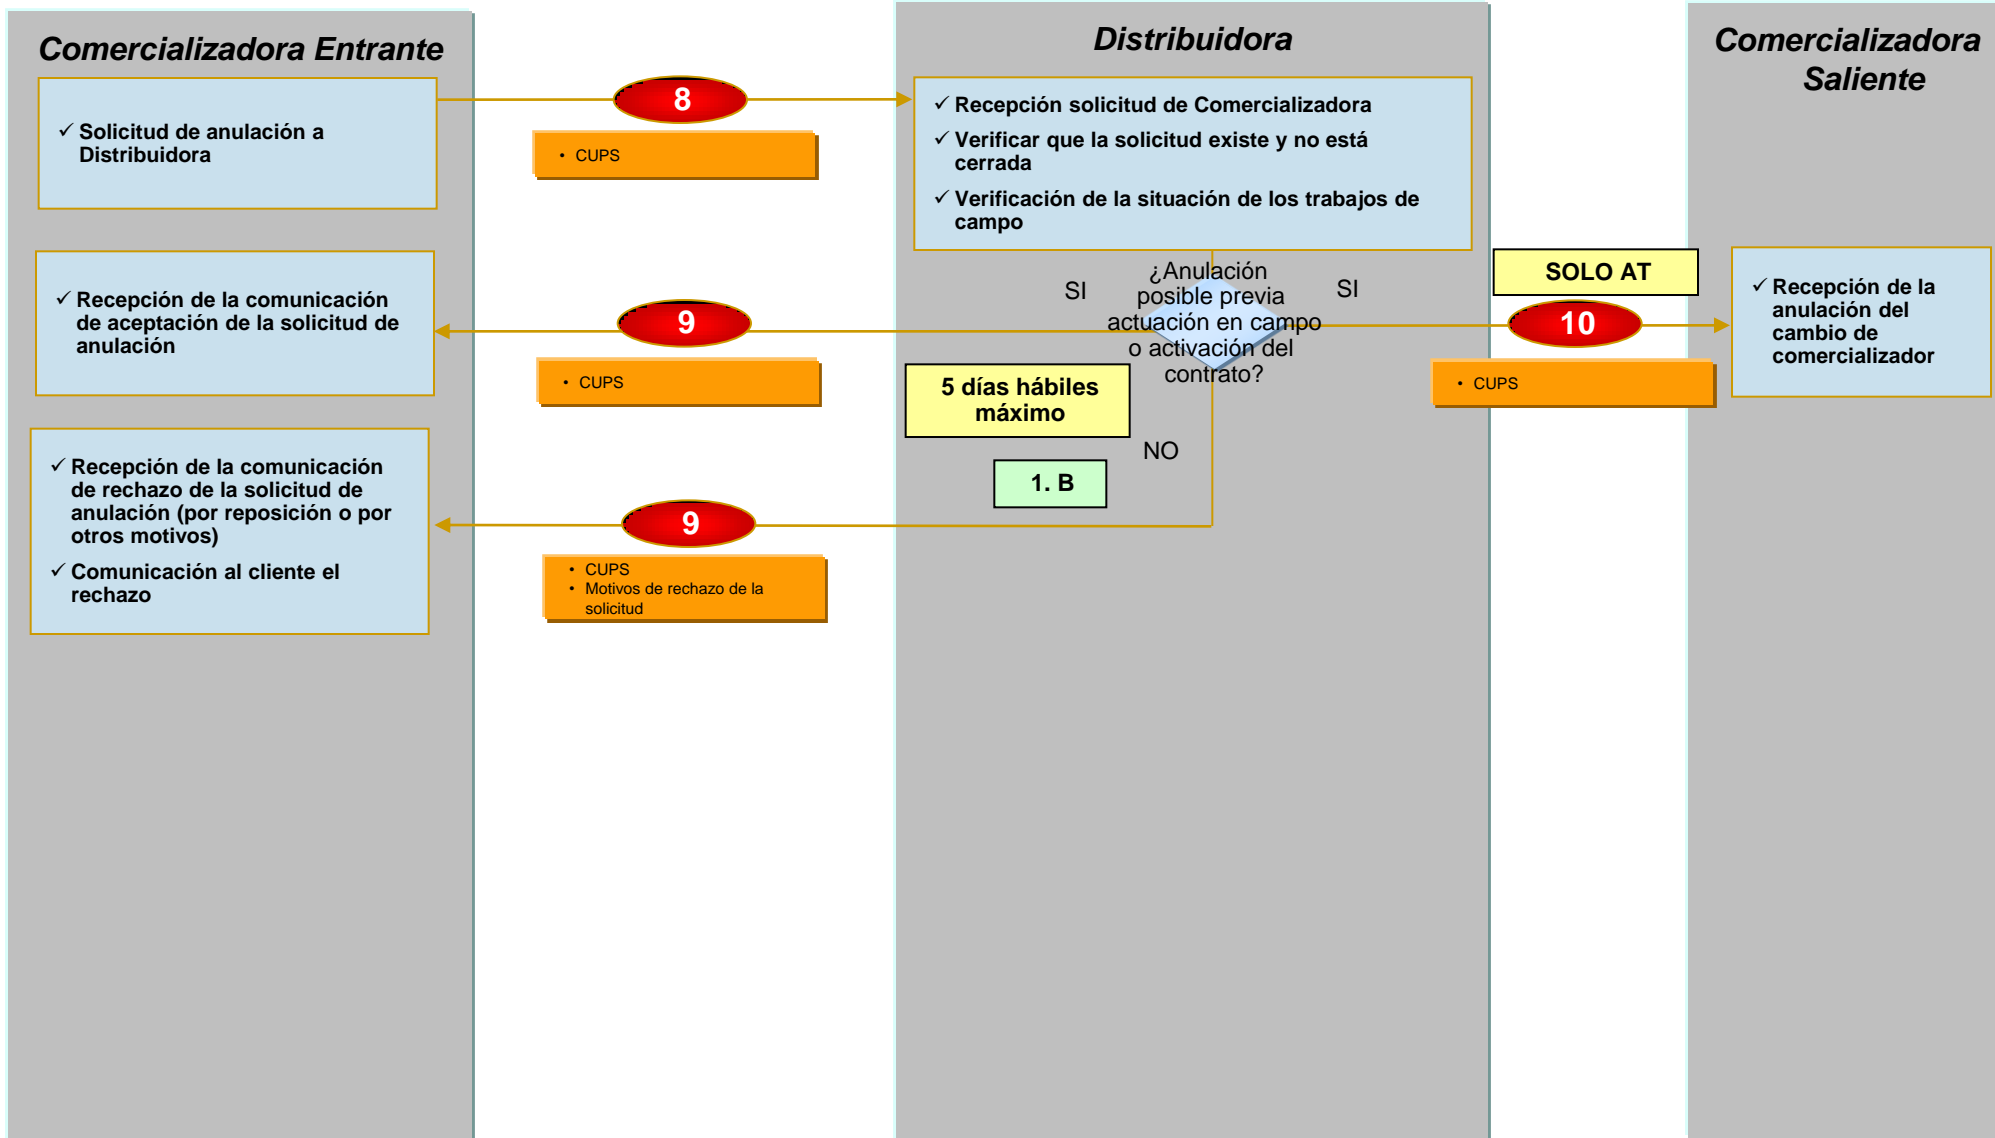 Comercializadora Entrante
Distribuidora
Comercializadora
Saliente
✓ Solicitud de anulación a
Distribuidora
8
• CUPS
✓ Recepción solicitud de Comercializadora
✓ Verificar que la solicitud existe y no está
cerrada
✓ Verificación de la situación de los trabajos de
campo
✓ Recepción de la comunicación
de aceptación de la solicitud de
anulación
9
• CUPS
SI
¿Anulación
posible previa
actuación en campo
o activación del
contrato?
SI
SOLO AT
10
• CUPS
✓ Recepción de la
anulación del
cambio de
comercializador
5 días hábiles
máximo
NO
1. B
✓ Recepción de la comunicación
de rechazo de la solicitud de
anulación (por reposición o por
otros motivos)
✓ Comunicación al cliente el
rechazo
9
• CUPS
• Motivos de rechazo de la
solicitud